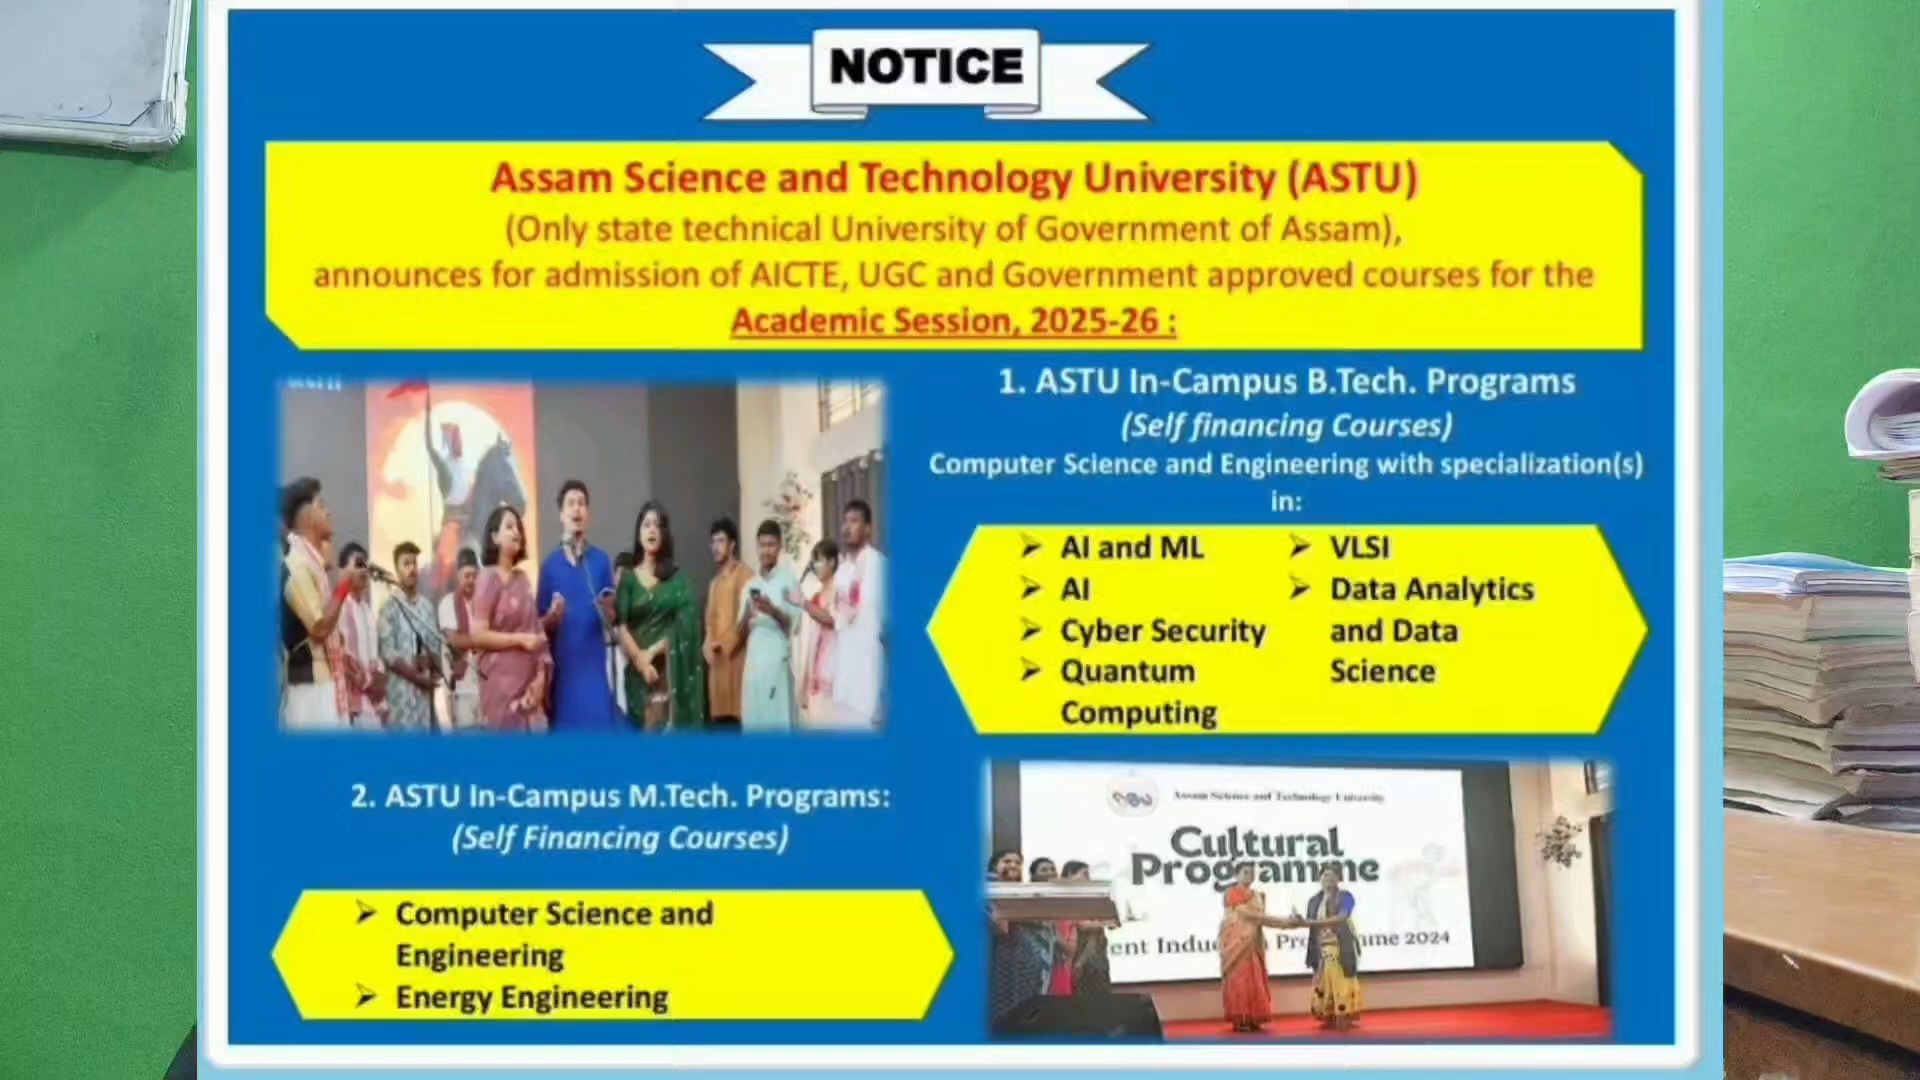 NOTICE
Assam Science and Technology University (ASTU)
(Only state technical University of Government of Assam),
announces for admission of AICTE, UGC and Government approved courses for the
Academic Session, 2025-26 :
1. ASTU In-Campus B.Tech. Programs
(Self financing Courses)
Computer Science and Engineering with specialization(s)
in:
➢ AI and ML
➢ AI
➢ Cyber Security
➢ Quantum
Computing
➢ VLSI
➢ Data Analytics
and Data
Science
2. ASTU In-Campus M.Tech. Programs:
(Self Financing Courses)
➢ Computer Science and
Engineering
➢ Energy Engineering
Assam Science and Technology University
Cultural
Programme
2024